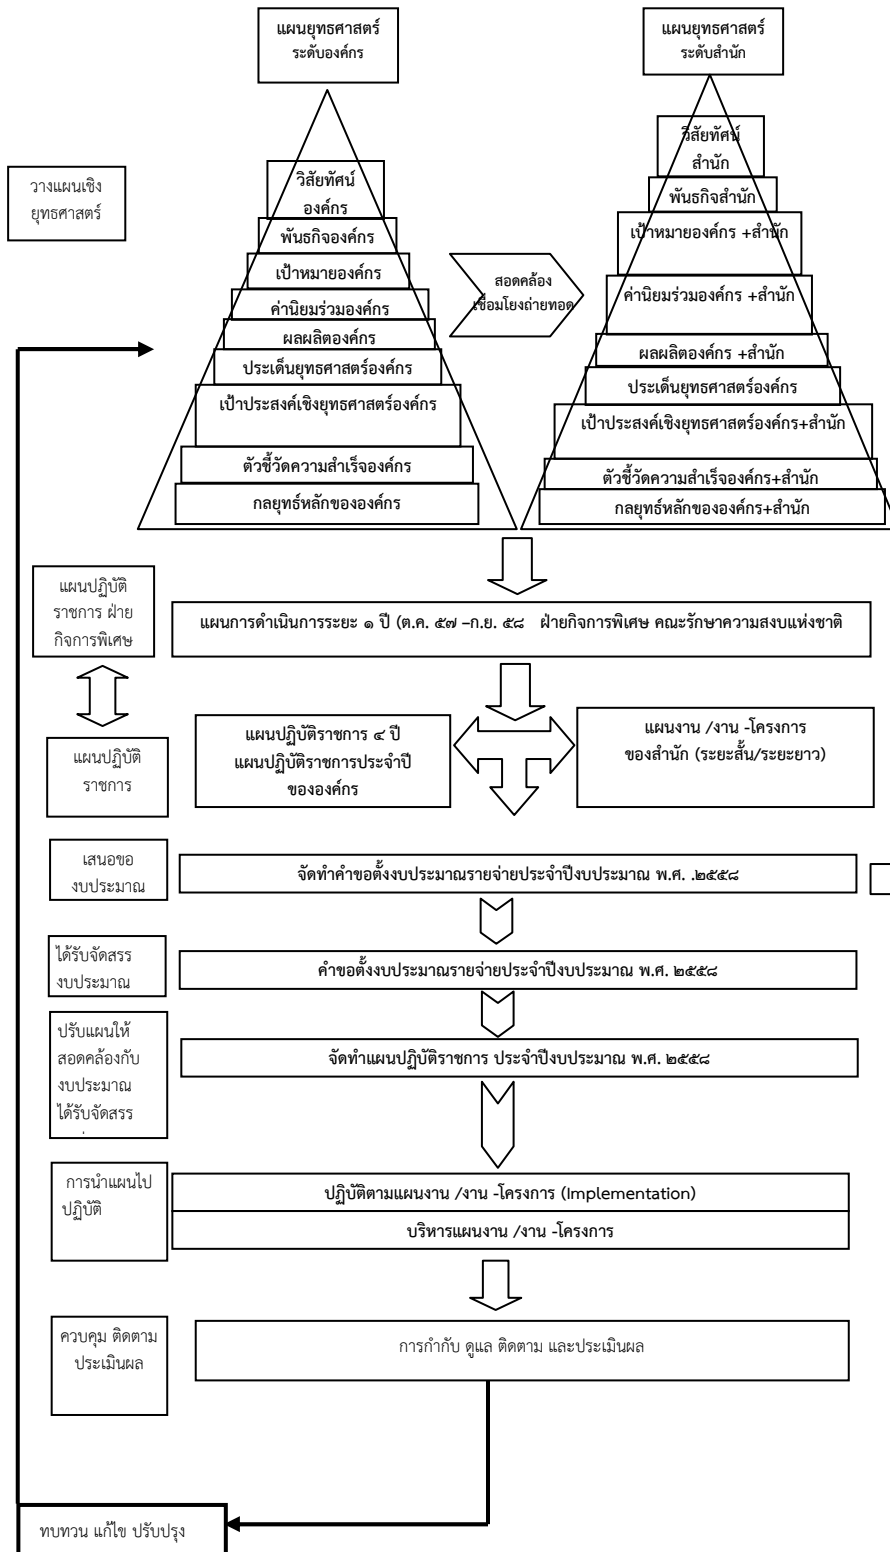 แผนยุทธศาสตร์
ระดับองค์กร
แผนยุทธศาสตร์
ระดับสำนัก
วางแผนเชิง
ยุทธศาสตร์
วิสัยทัศน์
องค์กร
พันธกิจองค์กร
เป้าหมายองค์กร
ค่านิยมร่วมองค์กร
ผลผลิตองค์กร
ประเด็นยุทธศาสตร์องค์กร
เป้าประสงค์เชิงยุทธศาสตร์องค์กร
ตัวชี้วัดความสำเร็จองค์กร
กลยุทธ์หลักขององค์กร
สอดคล้อง
เชื่อมโยงถ่ายทอด
วิสัยทัศน์
สำนัก
พันธกิจสำนัก
เป้าหมายองค์กร +สำนัก
ค่านิยมร่วมองค์กร +สำนัก
ผลผลิตองค์กร +สำนัก
ประเด็นยุทธศาสตร์องค์กร
เป้าประสงค์เชิงยุทธศาสตร์องค์กร+สำนัก
ตัวชี้วัดความสำเร็จองค์กร+สำนัก
กลยุทธ์หลักขององค์กร+สำนัก
แผนปฏิบัติ
ราชการ ฝ่าย
กิจการพิเศษ
แผนการดำเนินการระยะ ๑ ปี (ต.ค. ๕๗ –ก.ย. ๕๘ ฝ่ายกิจการพิเศษ คณะรักษาความสงบแห่งชาติ
แผนปฏิบัติ
ราชการ
แผนปฏิบัติราชการ ๔ ปี
แผนปฏิบัติราชการประจำปี
ขององค์กร
แผนงาน /งาน -โครงการ
ของสำนัก (ระยะสั้น/ระยะยาว)
เสนอขอ
งบประมาณ
จัดทำคำขอตั้งงบประมาณรายจ่ายประจำปีงบประมาณ พ.ศ. .๒๕๕๘
ได้รับจัดสรร
งบประมาณ
คำขอตั้งงบประมาณรายจ่ายประจำปีงบประมาณ พ.ศ. ๒๕๕๘
ปรับแผนให้
สอดคล้องกับ
งบประมาณ
ได้รับจัดสรร
จัดทำแผนปฏิบัติราชการ ประจำปีงบประมาณ พ.ศ. ๒๕๕๘
การนำแผนไป
ปฏิบัติ
ปฏิบัติตามแผนงาน /งาน -โครงการ (Implementation)
บริหารแผนงาน /งาน -โครงการ
ควบคุม ติดตาม
ประเมินผล
การกำกับ ดูแล ติดตาม และประเมินผล
ทบทวน แก้ไข ปรับปรุง